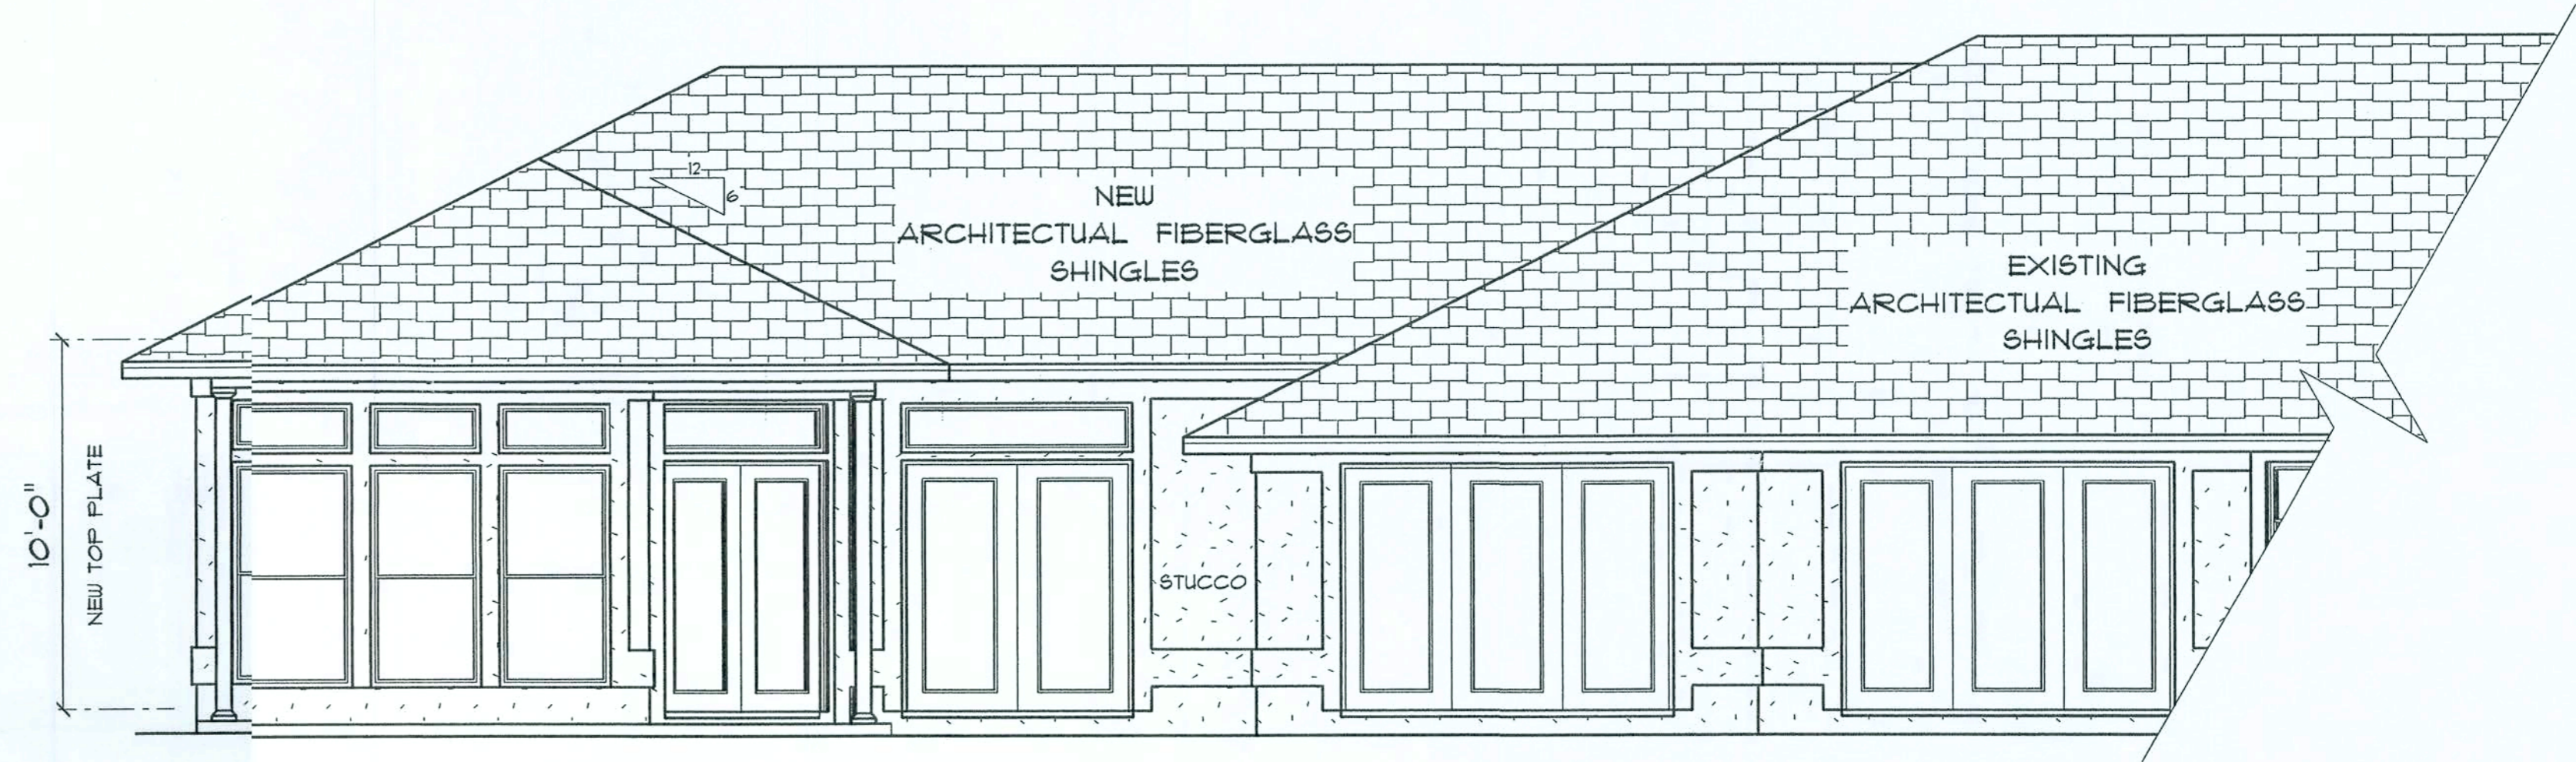 12
6
NEW
ARCHITECTUAL FIBERGLASS
SHINGLES
EXISTING
ARCHITECTUAL FIBERGLASS
SHINGLES
10'-0"
NEW TOP PLATE
STUCCO